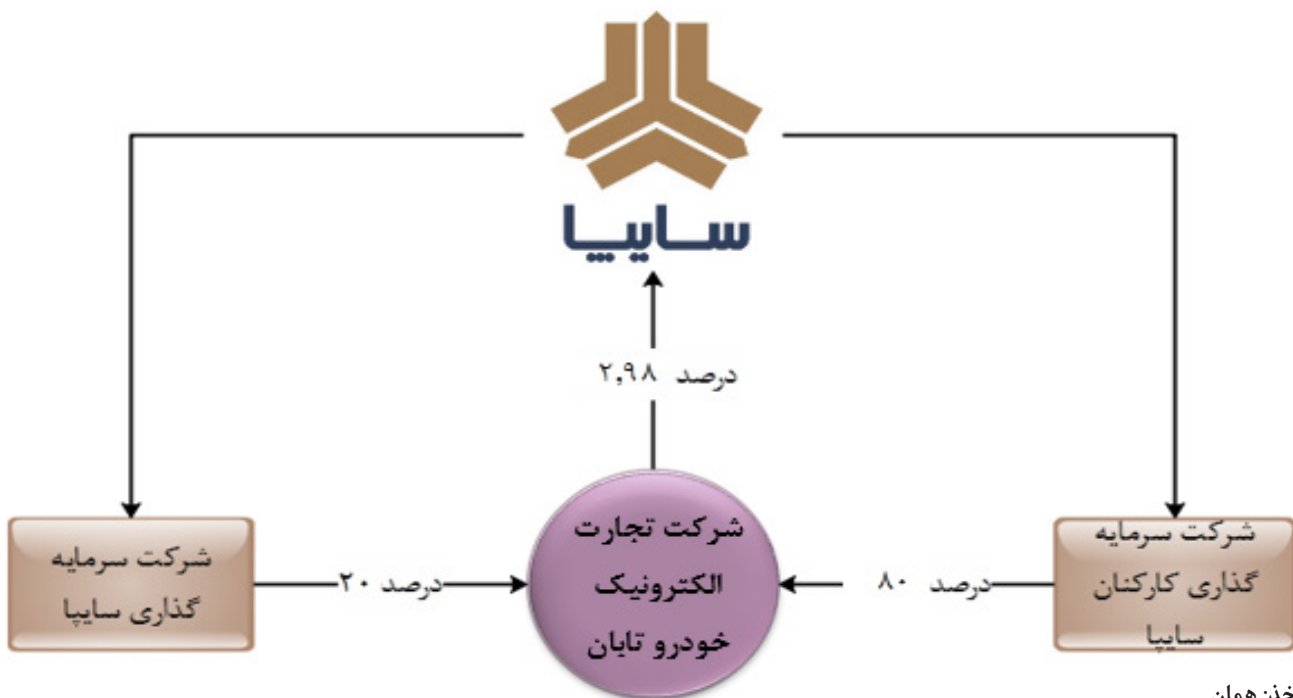 سایپا
۲,۹۸ درصد
شرکت سرمایه
گذاری کارکنان
سایپا
۸۰ درصد
شرکت تجارت
الکترونیک
خودرو تابان
۲۰ درصد
شرکت سرمایه
گذاری سایپا